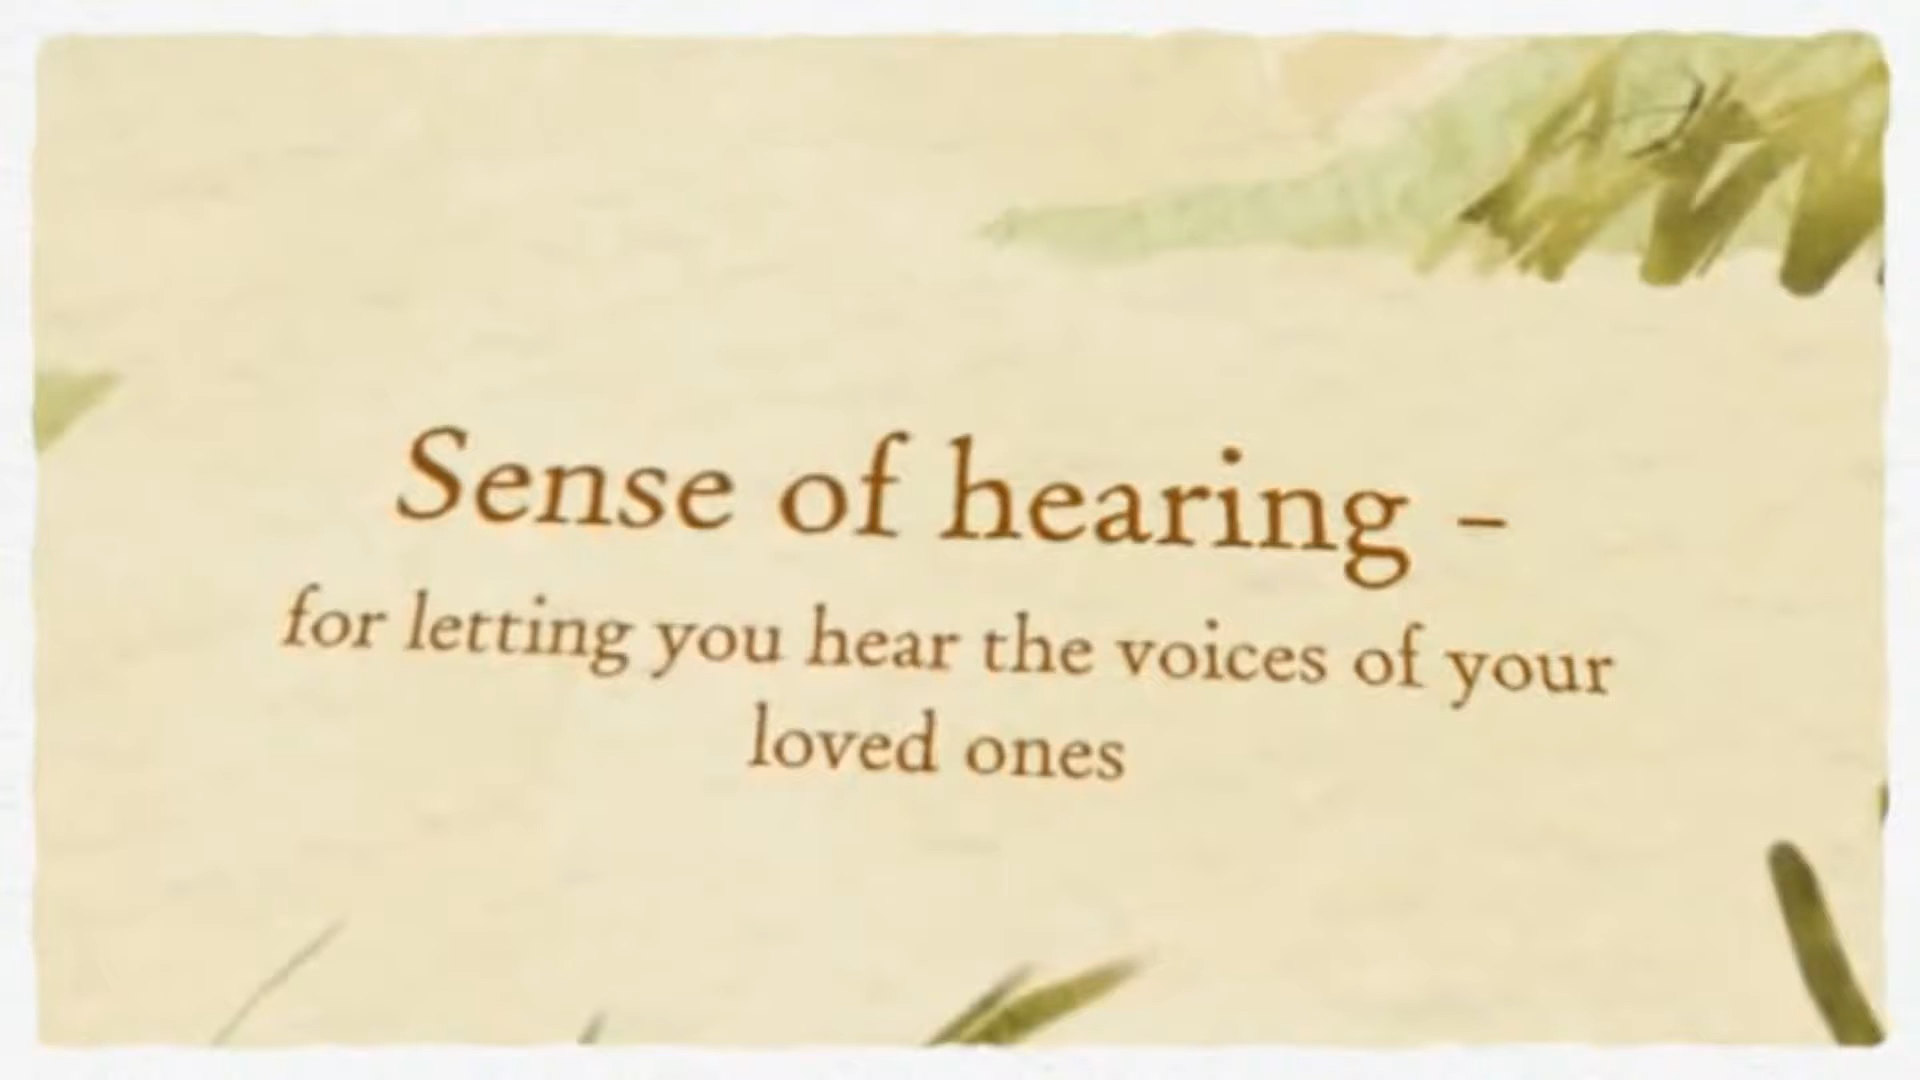 Sense of hearing -
for letting you hear the voices of your
loved ones